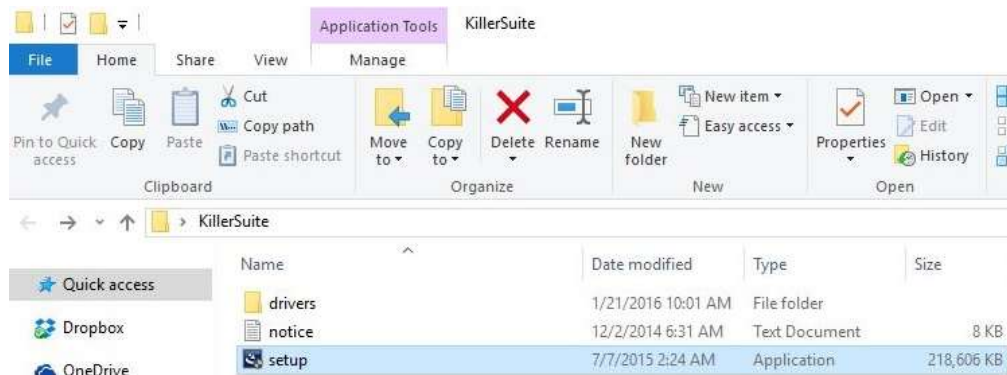 Application Tools KillerSuite
File Home Share View Manage
Pin to Quick access
Copy
Paste
Cut
Copy path
Paste shortcut
Clipboard
Move to
Copy to
Delete
Rename
Organize
New folder
New item
Easy access
New
Properties
Open
Edit
History
Open
KillerSuite
Name Date modified Type Size
Quick access
Dropbox
OneDrive
drivers 1/21/2016 10:01 AM File folder
notice 12/2/2014 6:31 AM Text Document 8 KB
setup 7/7/2015 2:24 AM Application 218,606 KB